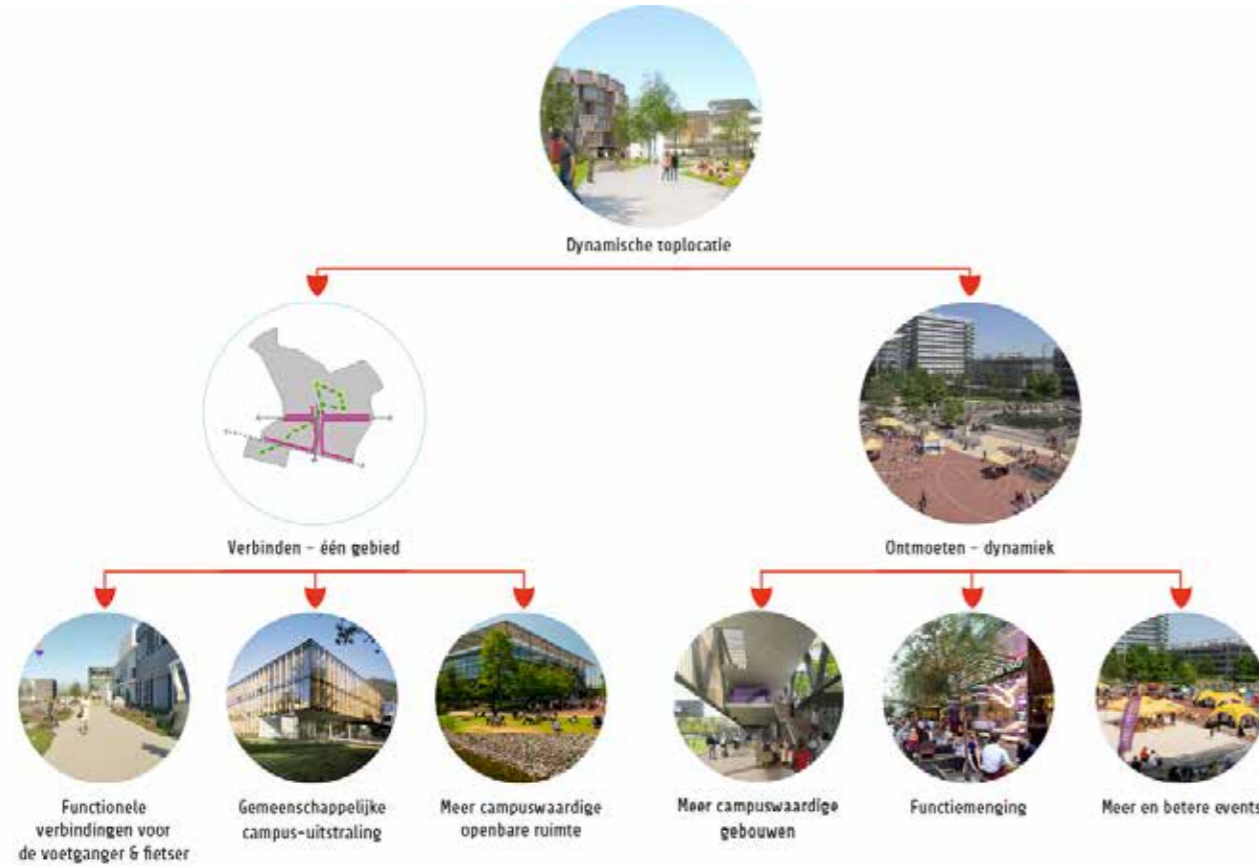 Dynamische toplocatie
Verbinden – één gebied
Ontmoeten – dynamiek
Functionele
verbindingen voor
de voetganger & fietser
Gemeenschappelijke
campus-uitstraling
Meer campuswaardige
openbare ruimte
Meer campuswaardige
gebouwen
Functiemenging
Meer en betere events